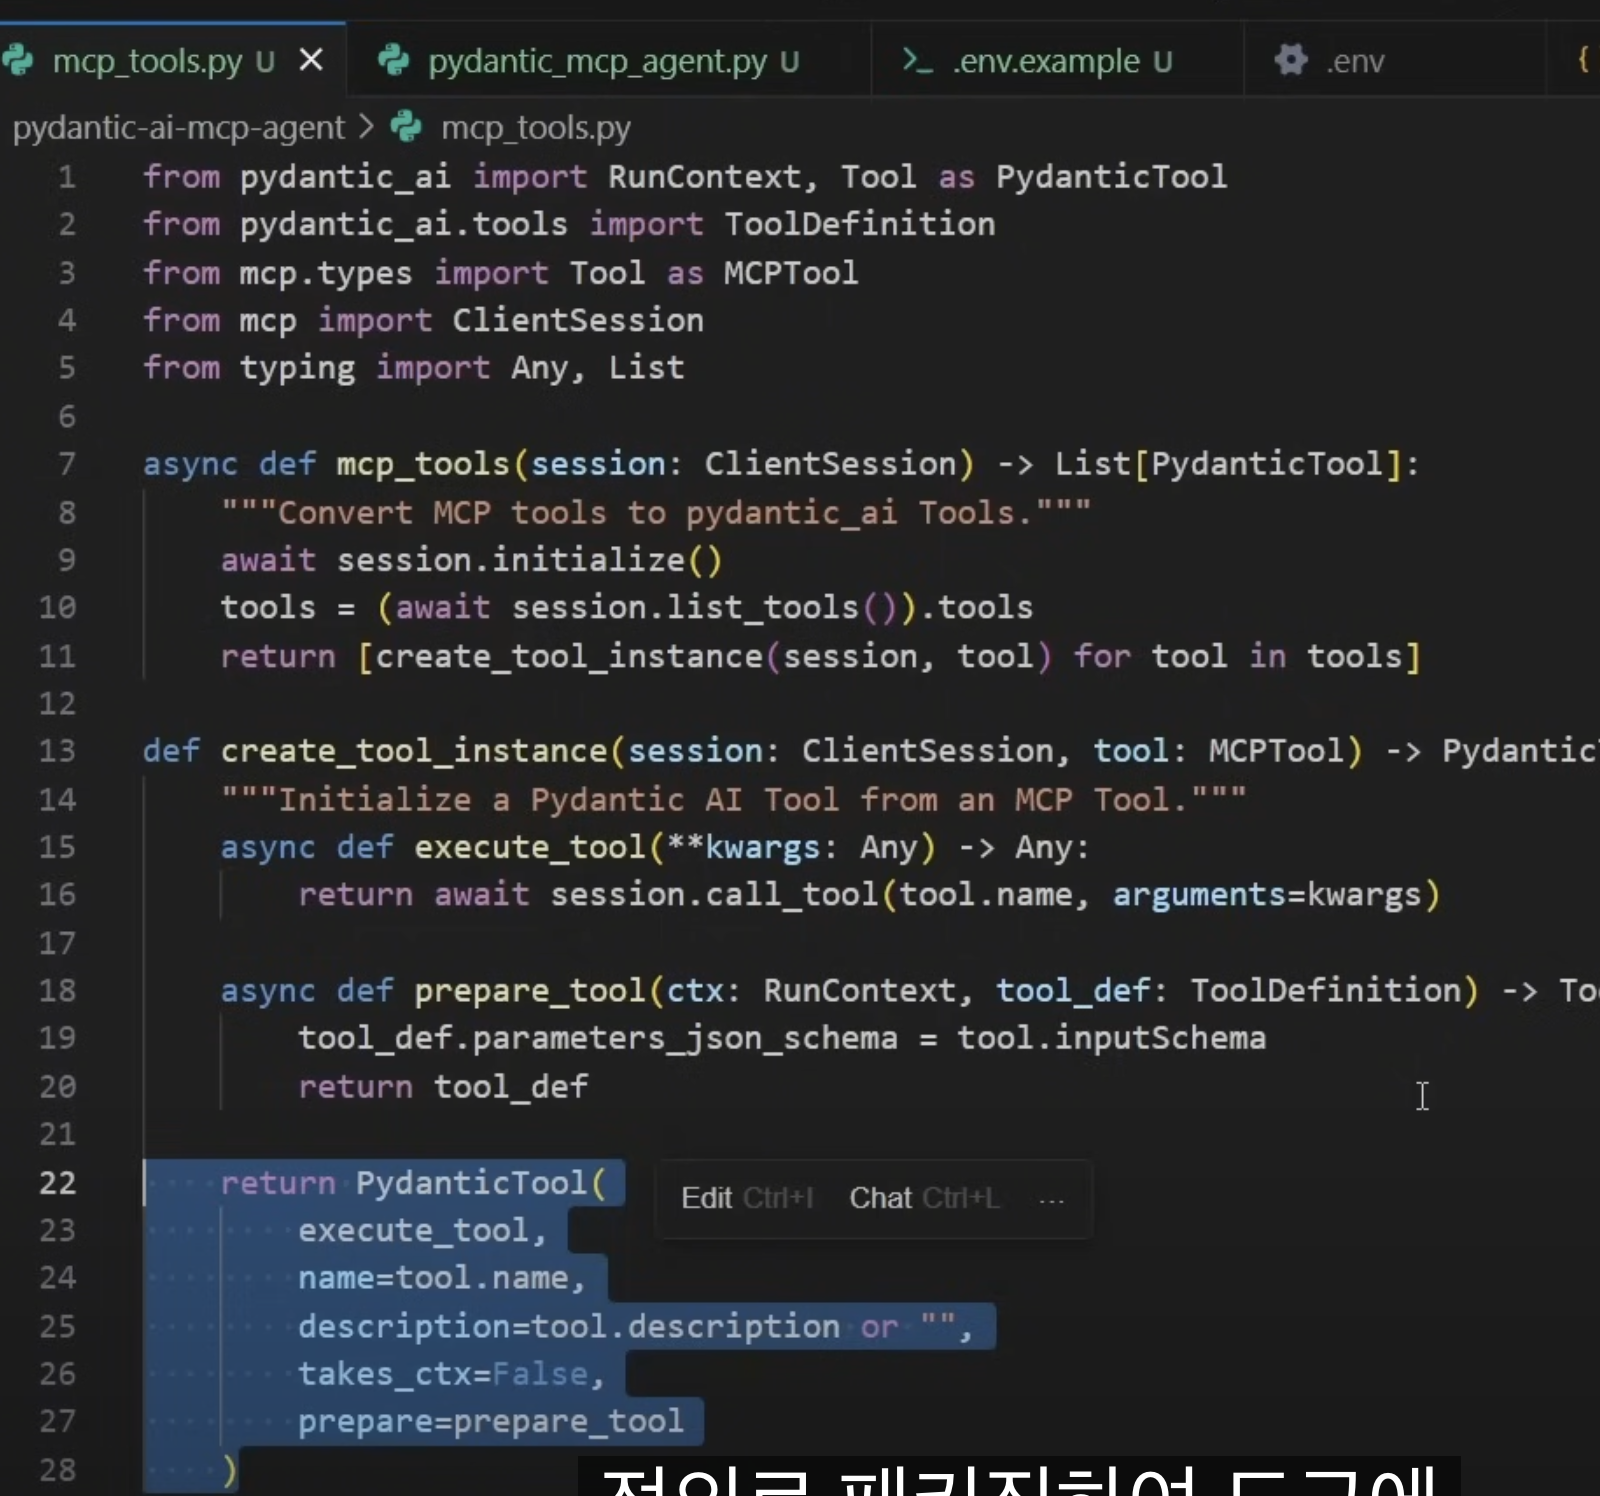 mcp_tools.py U
pydantic_mcp_agent.py U
.env.example U
.env
{
pydantic-ai-mcp-agent > mcp_tools.py
1 from pydantic_ai import RunContext, Tool as PydanticTool
2 from pydantic_ai.tools import ToolDefinition
3 from mcp.types import Tool as MCPTool
4 from mcp import ClientSession
5 from typing import Any, List
6
7 async def mcp_tools(session: ClientSession) -> List[PydanticTool]:
8     """Convert MCP tools to pydantic_ai Tools."""
9     await session.initialize()
10     tools = (await session.list_tools()).tools
11     return [create_tool_instance(session, tool) for tool in tools]
12
13 def create_tool_instance(session: ClientSession, tool: MCPTool) -> Pydantic
14     """Initialize a Pydantic AI Tool from an MCP Tool."""
15     async def execute_tool(**kwargs: Any) -> Any:
16         return await session.call_tool(tool.name, arguments=kwargs)
17
18     async def prepare_tool(ctx: RunContext, tool_def: ToolDefinition) -> To
19         tool_def.parameters_json_schema = tool.inputSchema
20         return tool_def
21
22     return PydanticTool(
Edit Ctrl+I Chat Ctrl+L ...
23         execute_tool,
24         name=tool.name,
25         description=tool.description or "",
26         takes_ctx=False,
27         prepare=prepare_tool
28     )